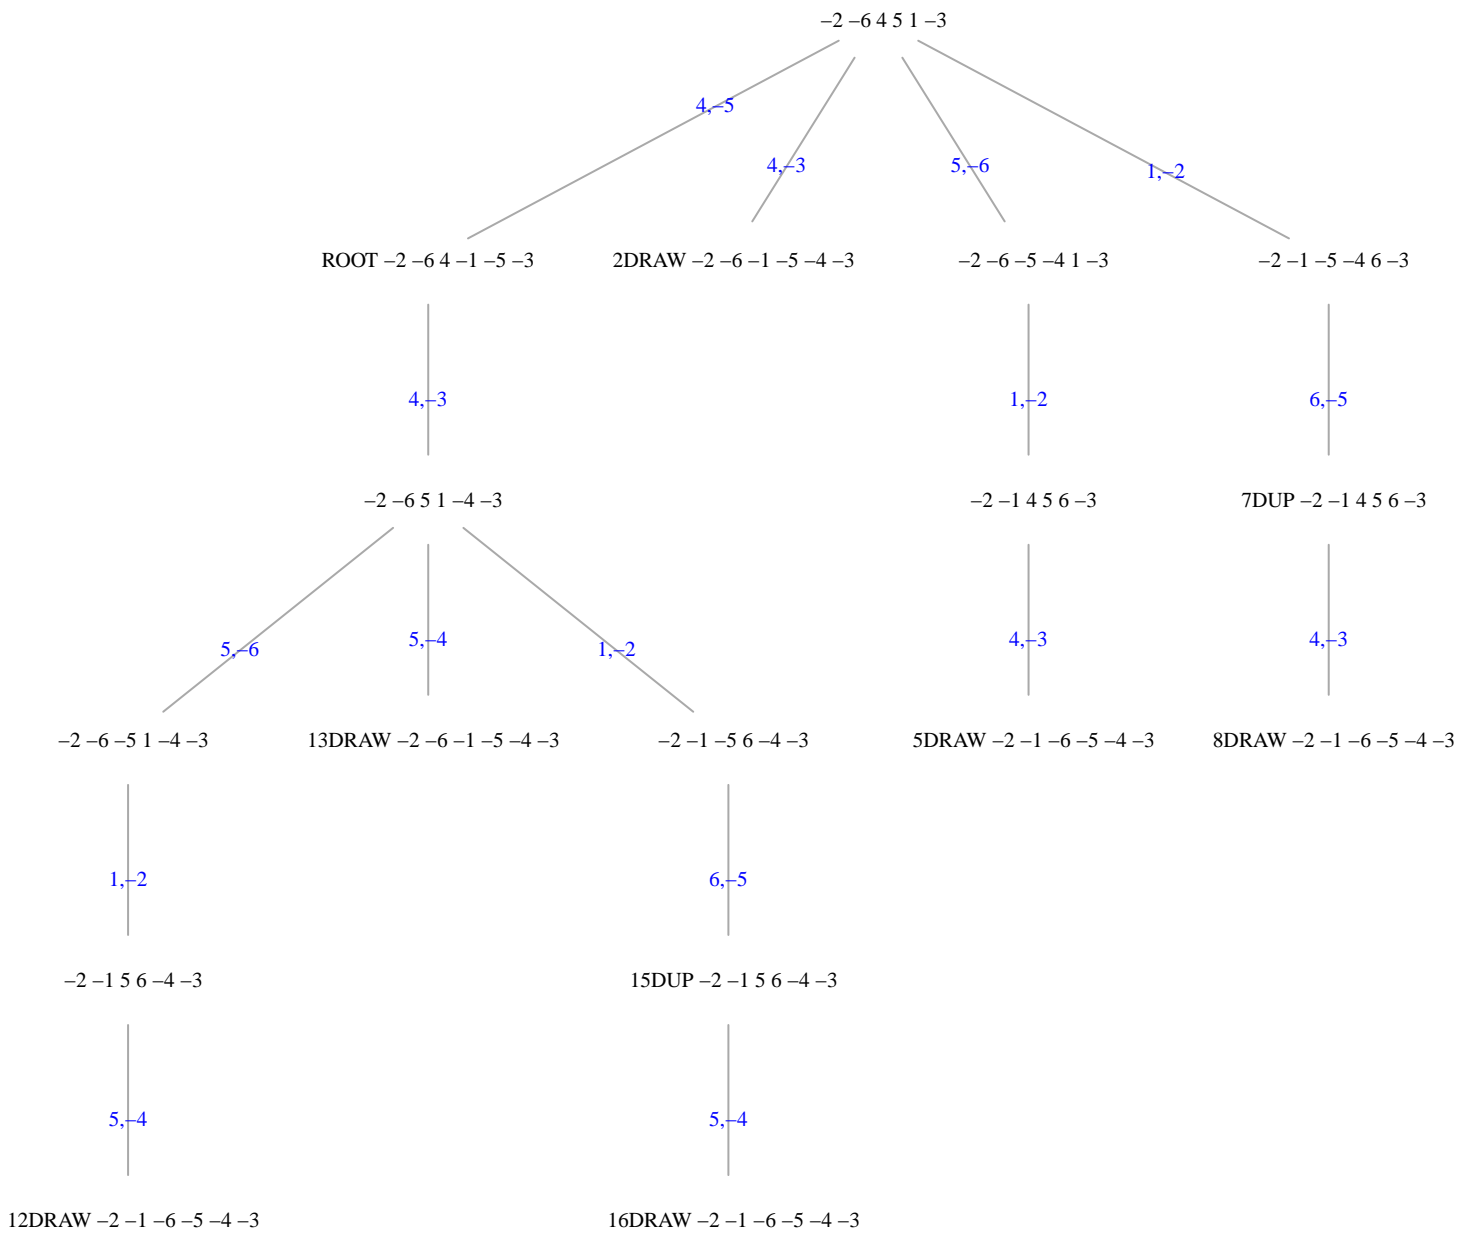 −2 −6 4 5 1 −3
4,−5
4,−3
5,−6
1,−2
ROOT −2 −6 4 −1 −5 −3
2DRAW −2 −6 −1 −5 −4 −3
−2 −6 −5 −4 1 −3
−2 −1 −5 −4 6 −3
4,−3
1,−2
6,−5
−2 −6 5 1 −4 −3
−2 −1 4 5 6 −3
7DUP −2 −1 4 5 6 −3
5,−6
5,−4
1,−2
4,−3
4,−3
−2 −6 −5 1 −4 −3
13DRAW −2 −6 −1 −5 −4 −3
−2 −1 −5 6 −4 −3
5DRAW −2 −1 −6 −5 −4 −3
8DRAW −2 −1 −6 −5 −4 −3
1,−2
6,−5
−2 −1 5 6 −4 −3
15DUP −2 −1 5 6 −4 −3
5,−4
5,−4
12DRAW −2 −1 −6 −5 −4 −3
16DRAW −2 −1 −6 −5 −4 −3